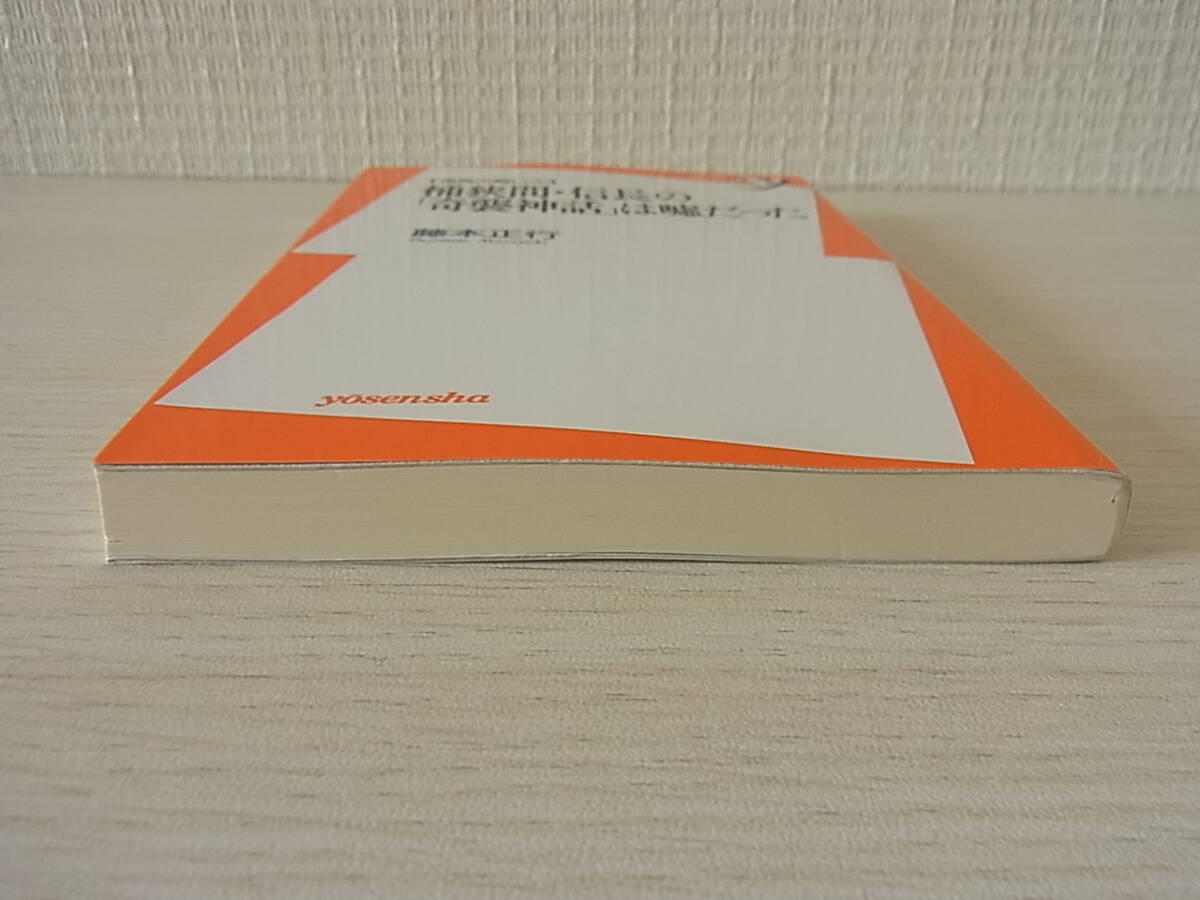 桶狭間・信長の
「奇襲神話」は嘘だった
藤本正行
yōsensha